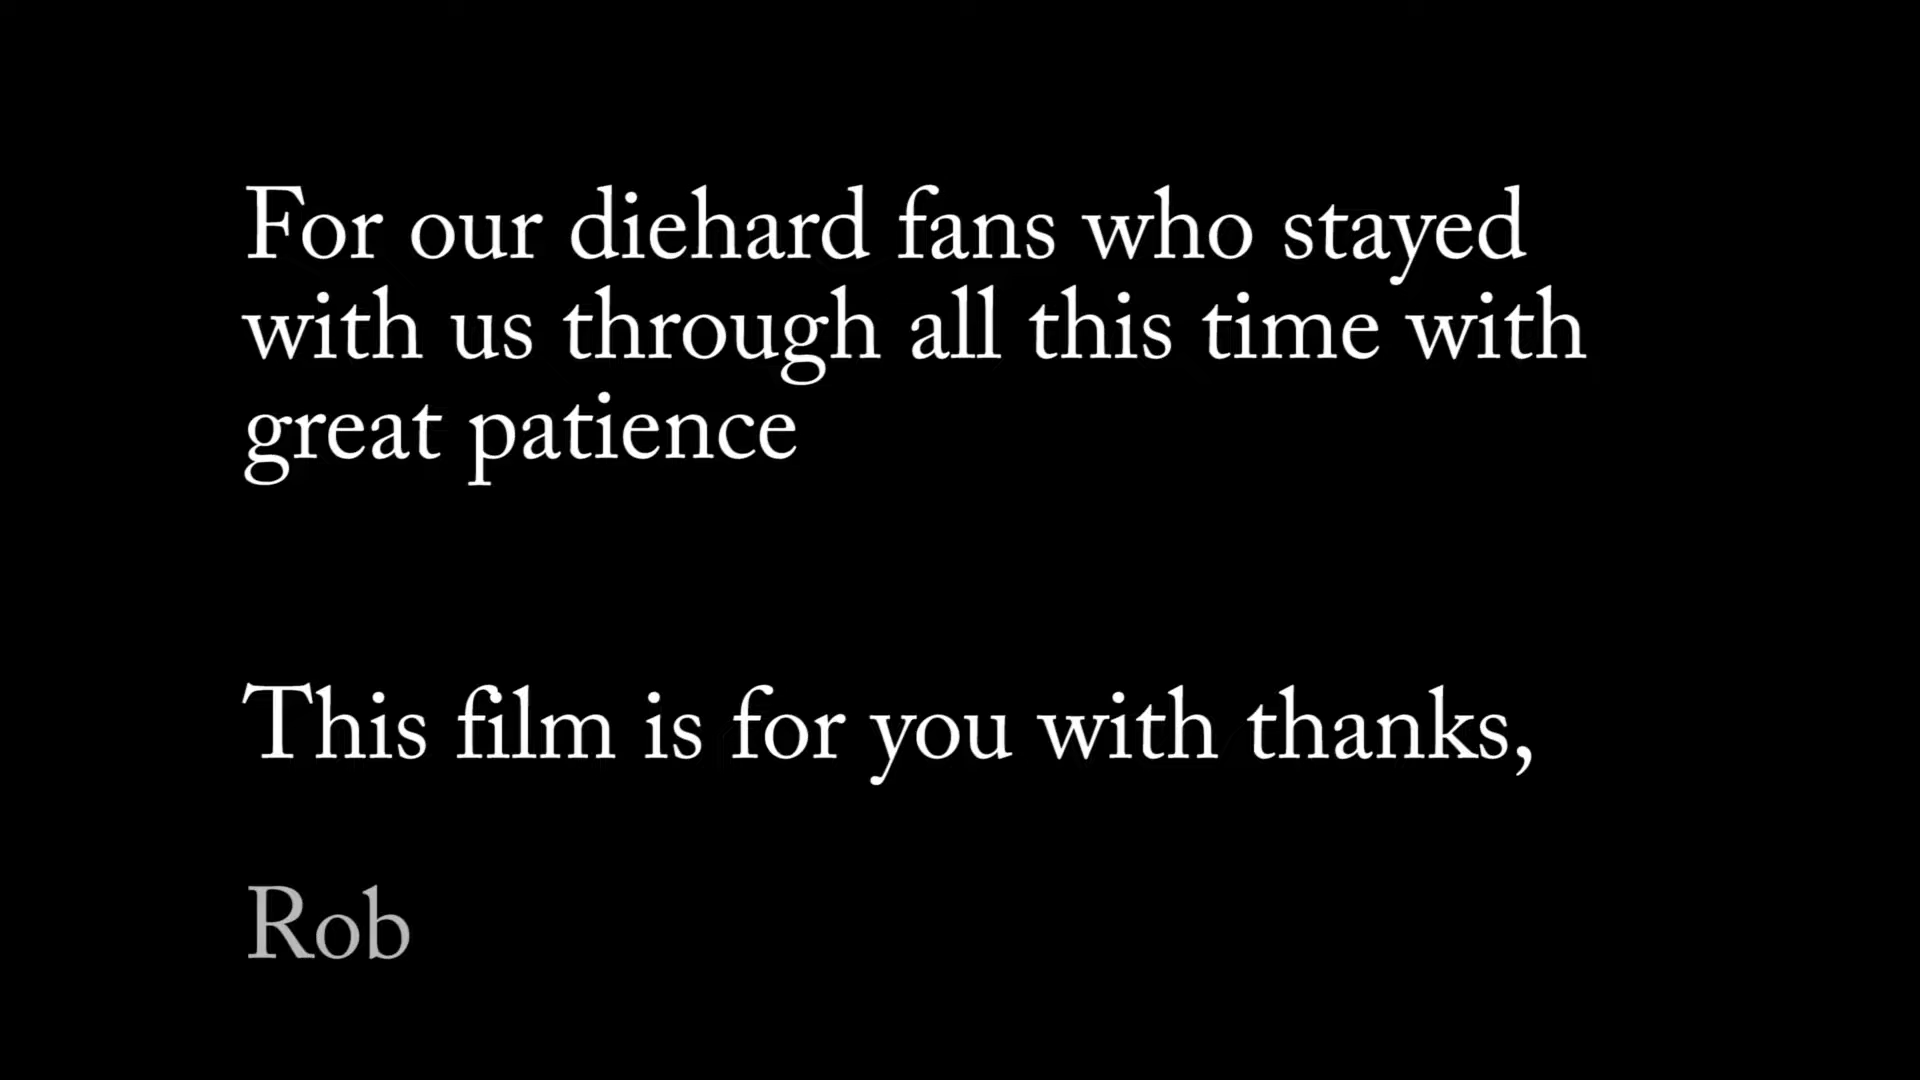 For our diehard fans who stayed
with us through all this time with
great patience
This film is for you with thanks,
Rob